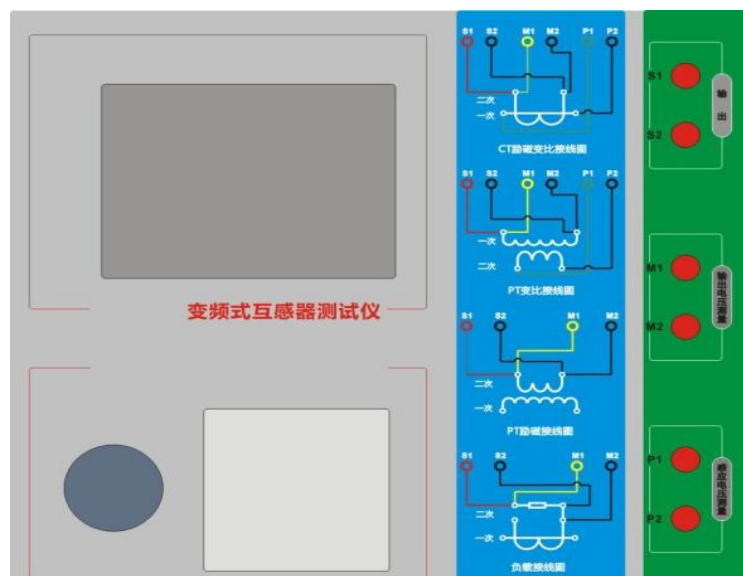 变频式互感器测试仪
S1 S2 M1 M2 P1 P2
二次
一次
CT励磁变比接线图
S1 S2 M1 M2 P1 P2
一次
二次
PT变比接线图
S1 S2 M1 M2
二次
一次
PT励磁接线图
S1 S2 M1 M2
二次
一次
负载接线图
S1
S2
输出
M1
M2
输出电压测量
P1
P2
感应电压测量